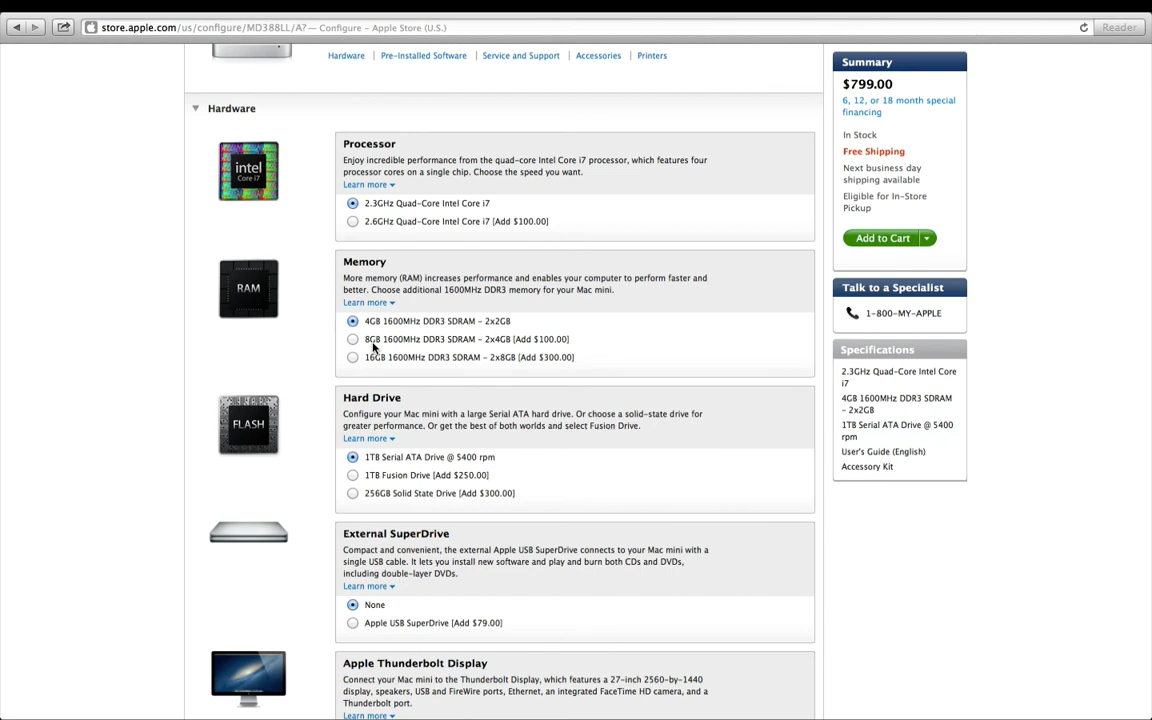 store.apple.com/us/configure/MD388LL/A? — Configure - Apple Store (U.S.)
Reader
Hardware | Pre-Installed Software | Service and Support | Accessories | Printers
Hardware
intel
Core i7
Processor
Enjoy incredible performance from the quad-core Intel Core i7 processor, which features four
processor cores on a single chip. Choose the speed you want.
Learn more
2.3GHz Quad-Core Intel Core i7
2.6GHz Quad-Core Intel Core i7 [Add $100.00]
RAM
Memory
More memory (RAM) increases performance and enables your computer to perform faster and
better. Choose additional 1600MHz DDR3 memory for your Mac mini.
Learn more
4GB 1600MHz DDR3 SDRAM - 2x2GB
8GB 1600MHz DDR3 SDRAM - 2x4GB [Add $100.00]
16GB 1600MHz DDR3 SDRAM - 2x8GB [Add $300.00]
FLASH
Hard Drive
Configure your Mac mini with a large Serial ATA hard drive. Or choose a solid-state drive for
greater performance. Or get the best of both worlds and select Fusion Drive.
Learn more
1TB Serial ATA Drive @ 5400 rpm
1TB Fusion Drive [Add $250.00]
256GB Solid State Drive [Add $300.00]
External SuperDrive
Compact and convenient, the external Apple USB SuperDrive connects to your Mac mini with a
single USB cable. It lets you install new software and play and burn both CDs and DVDs,
including double-layer DVDs.
Learn more
None
Apple USB SuperDrive [Add $79.00]
Apple Thunderbolt Display
Connect your Mac mini to the Thunderbolt Display, which features a 27-inch 2560-by-1440
display, speakers, USB and FireWire ports, Ethernet, an integrated FaceTime HD camera, and a
Thunderbolt port.
Learn more
Summary
$799.00
6, 12, or 18 month special
financing
In Stock
Free Shipping
Next business day
shipping available
Eligible for In-Store
Pickup
Add to Cart
Talk to a Specialist
1-800-MY-APPLE
Specifications
2.3GHz Quad-Core Intel Core
i7
4GB 1600MHz DDR3 SDRAM
- 2x2GB
1TB Serial ATA Drive @ 5400
rpm
User's Guide (English)
Accessory Kit